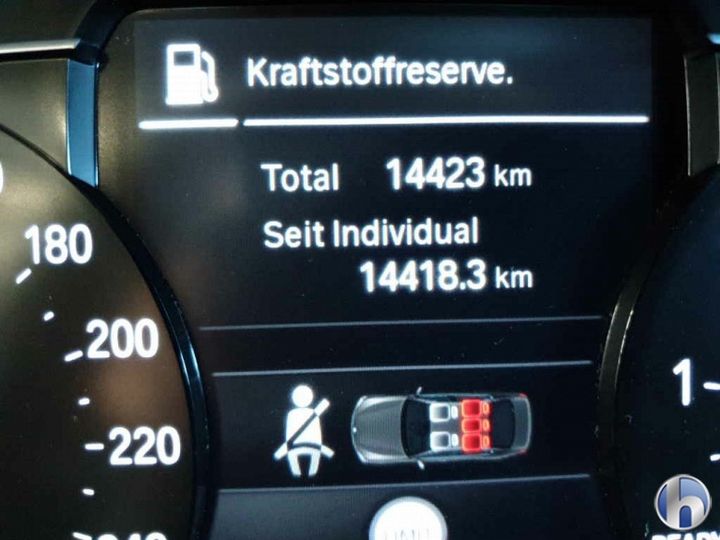 Kraftstoffreserve.
Total 14423 km
Seit Individual
14418.3 km
180
200
220
1
h